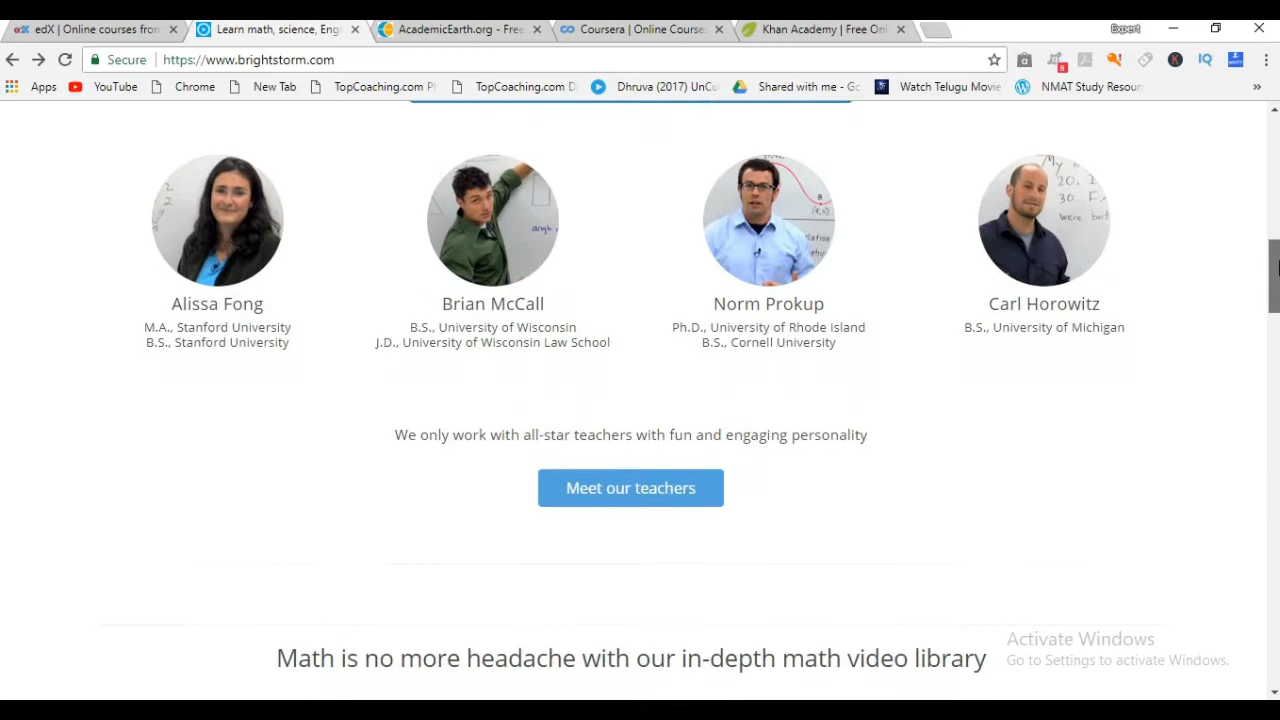 edX | Online courses from
Learn math, science, Eng
AcademicEarth.org - Free
Coursera | Online Course
Khan Academy | Free Onl
Expert
Secure
https://www.brightstorm.com
Apps
YouTube
Chrome
New Tab
TopCoaching.com P
TopCoaching.com D
Dhruva (2017) UnCu
Shared with me - Go
Watch Telugu Movie
NMAT Study Resour
Alissa Fong
M.A., Stanford University
B.S., Stanford University
Brian McCall
B.S., University of Wisconsin
J.D., University of Wisconsin Law School
Norm Prokup
Ph.D., University of Rhode Island
B.S., Cornell University
Carl Horowitz
B.S., University of Michigan
We only work with all-star teachers with fun and engaging personality
Meet our teachers
Math is no more headache with our in-depth math video library
Activate Windows
Go to Settings to activate Windows.